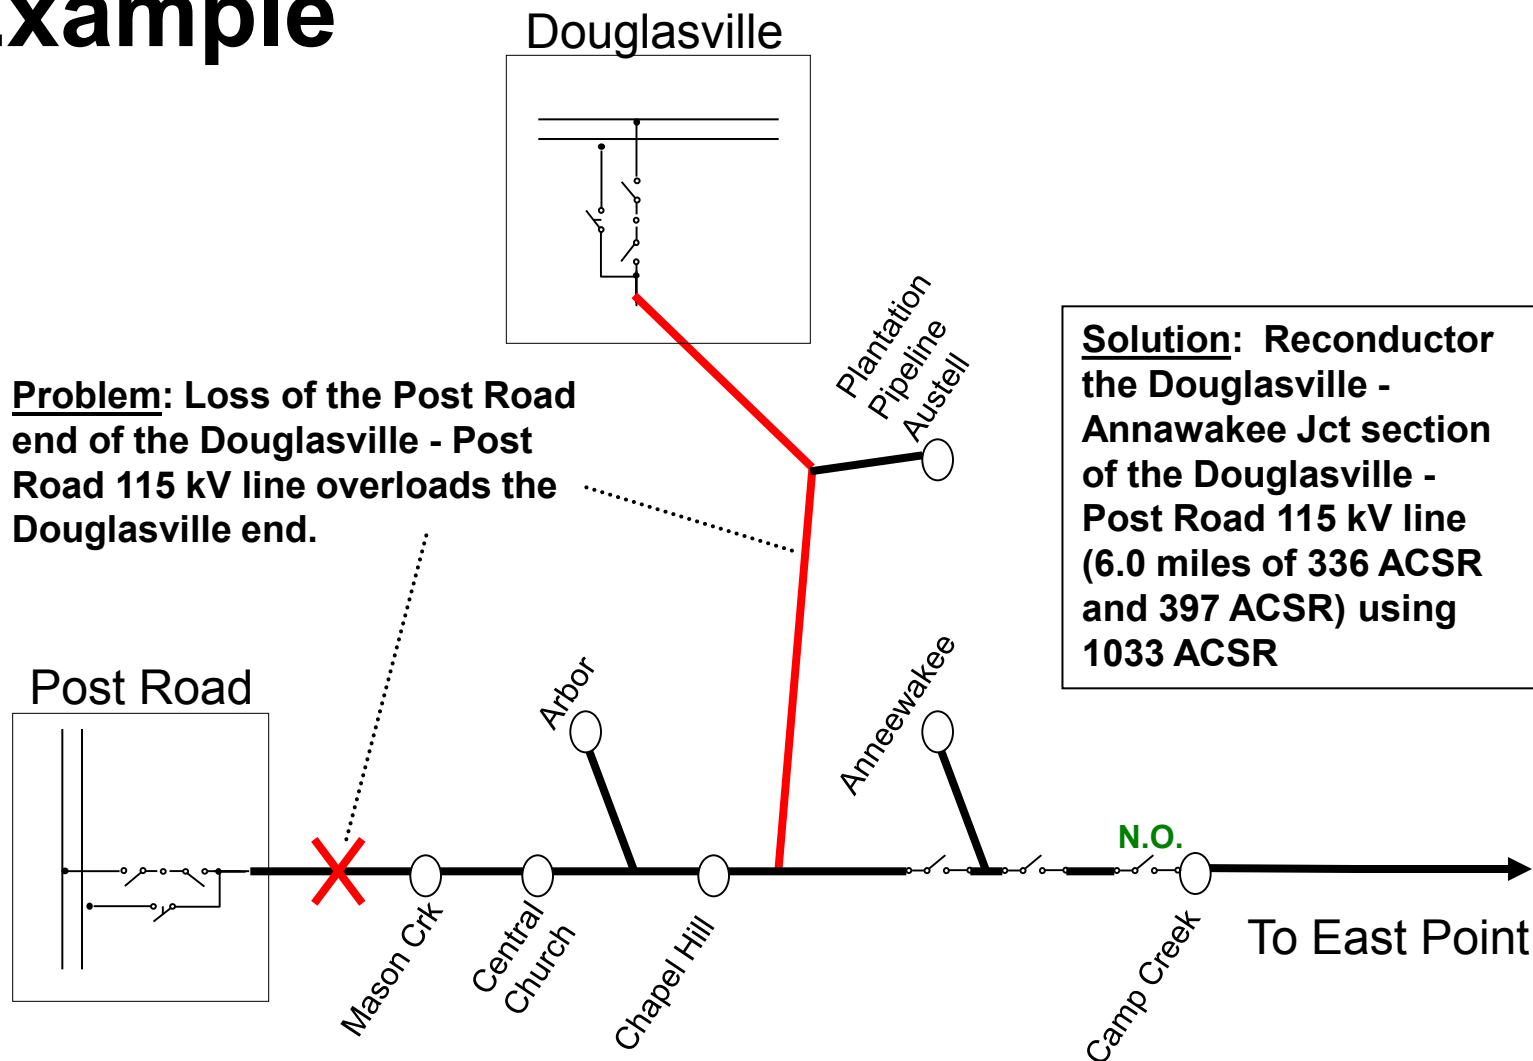 Example
Douglasville
Plantation
Pipeline
Austell
Problem: Loss of the Post Road
end of the Douglasville - Post
Road 115 kV line overloads the
Douglasville end.
Solution: Reconductor
the Douglasville -
Annawakee Jct section
of the Douglasville -
Post Road 115 kV line
(6.0 miles of 336 ACSR
and 397 ACSR) using
1033 ACSR
Post Road
Arbor
Anneewakee
N.O.
Mason Crk
Central
Church
Chapel Hill
Camp Creek
To East Point